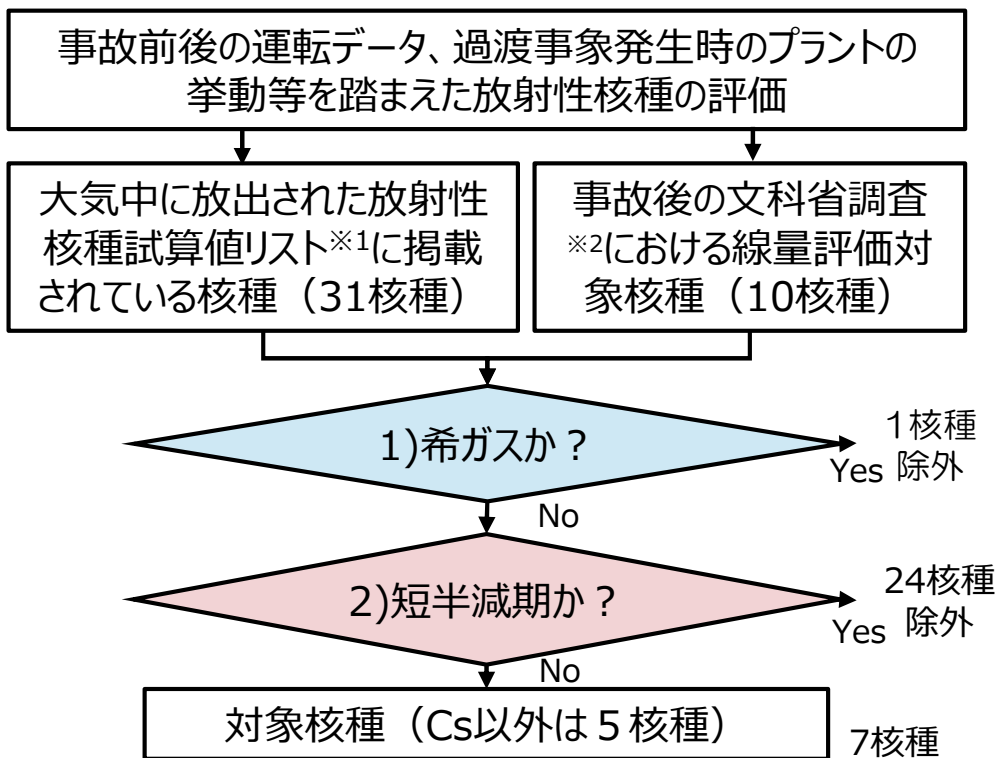 事故前後の運転データ、過渡事象発生時のプラントの
挙動等を踏まえた放射性核種の評価
大気中に放出された放射性
核種試算値リスト※1に掲載
されている核種（31核種）
事故後の文科省調査
※2における線量評価対
象核種（10核種）
1)希ガスか？
1核種
Yes 除外
No
2)短半減期か？
24核種
Yes 除外
No
対象核種（Cs以外は５核種）
7核種